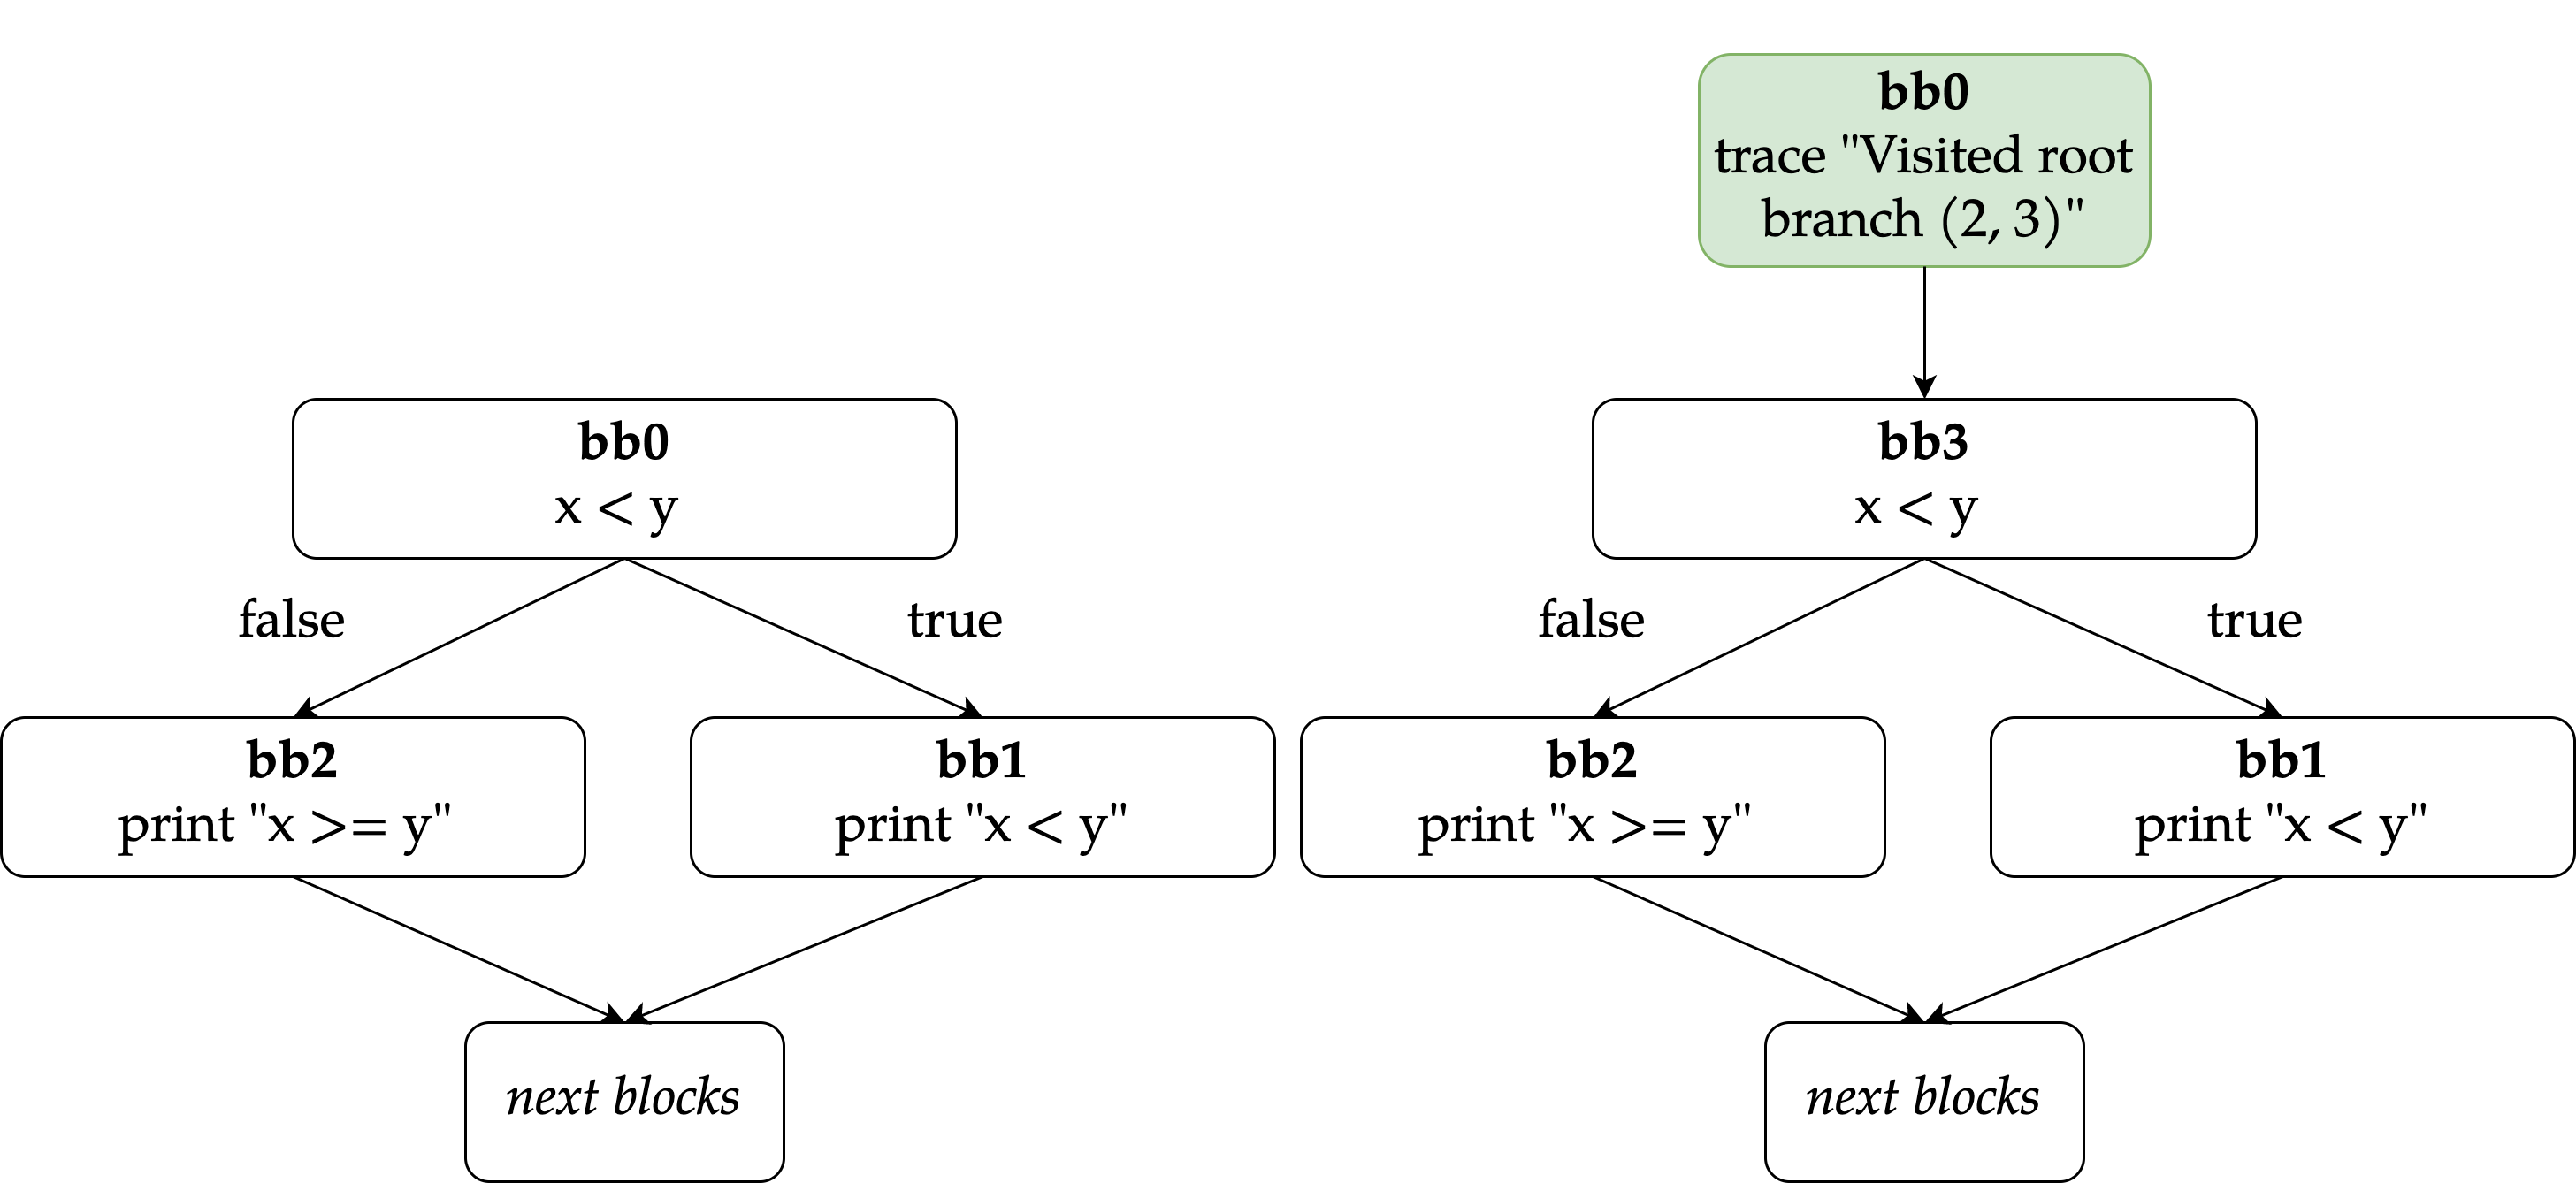 bb0
x < y
false
true
bb2
print "x >= y"
bb1
print "x < y"
next blocks
bb0
trace "Visited root
branch (2, 3)"
bb3
x < y
false
true
bb2
print "x >= y"
bb1
print "x < y"
next blocks